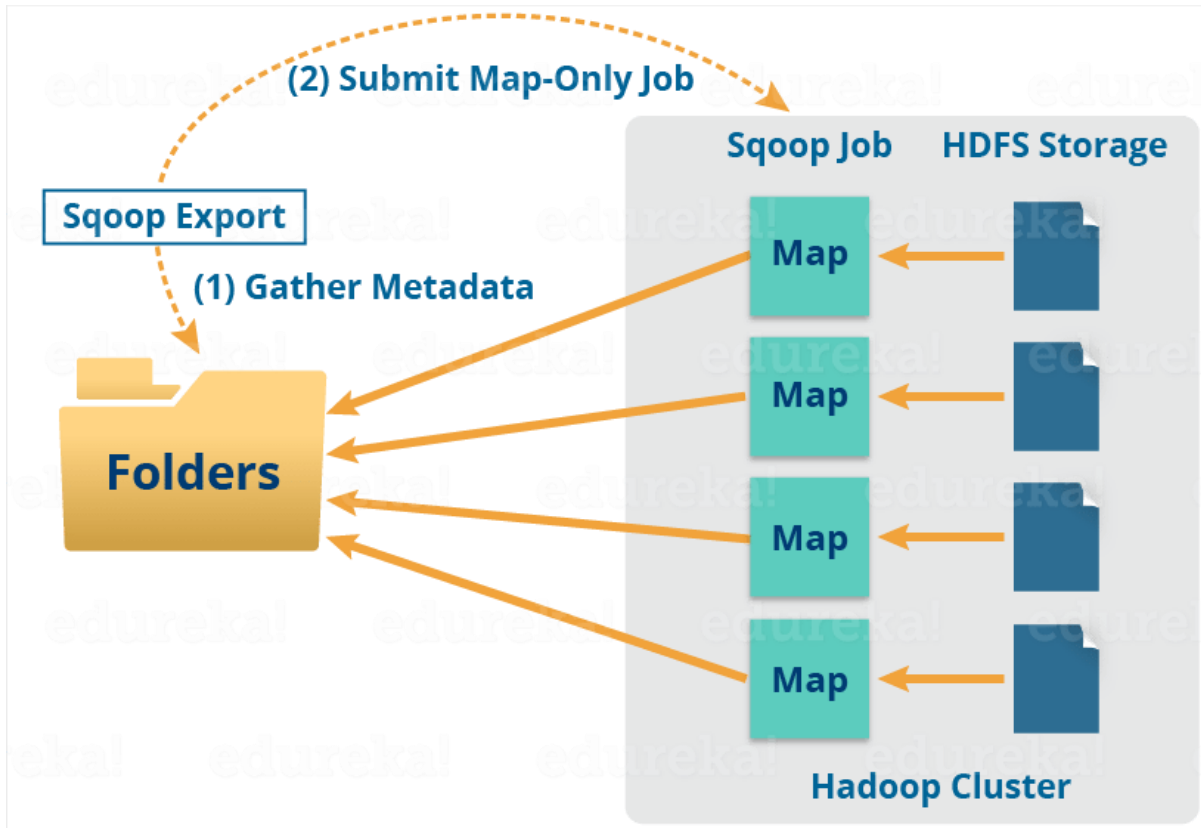 (2) Submit Map-Only Job
Sqoop Job HDFS Storage
Sqoop Export
Map
(1) Gather Metadata
Map
Folders
Map
Map
Hadoop Cluster
edureka!